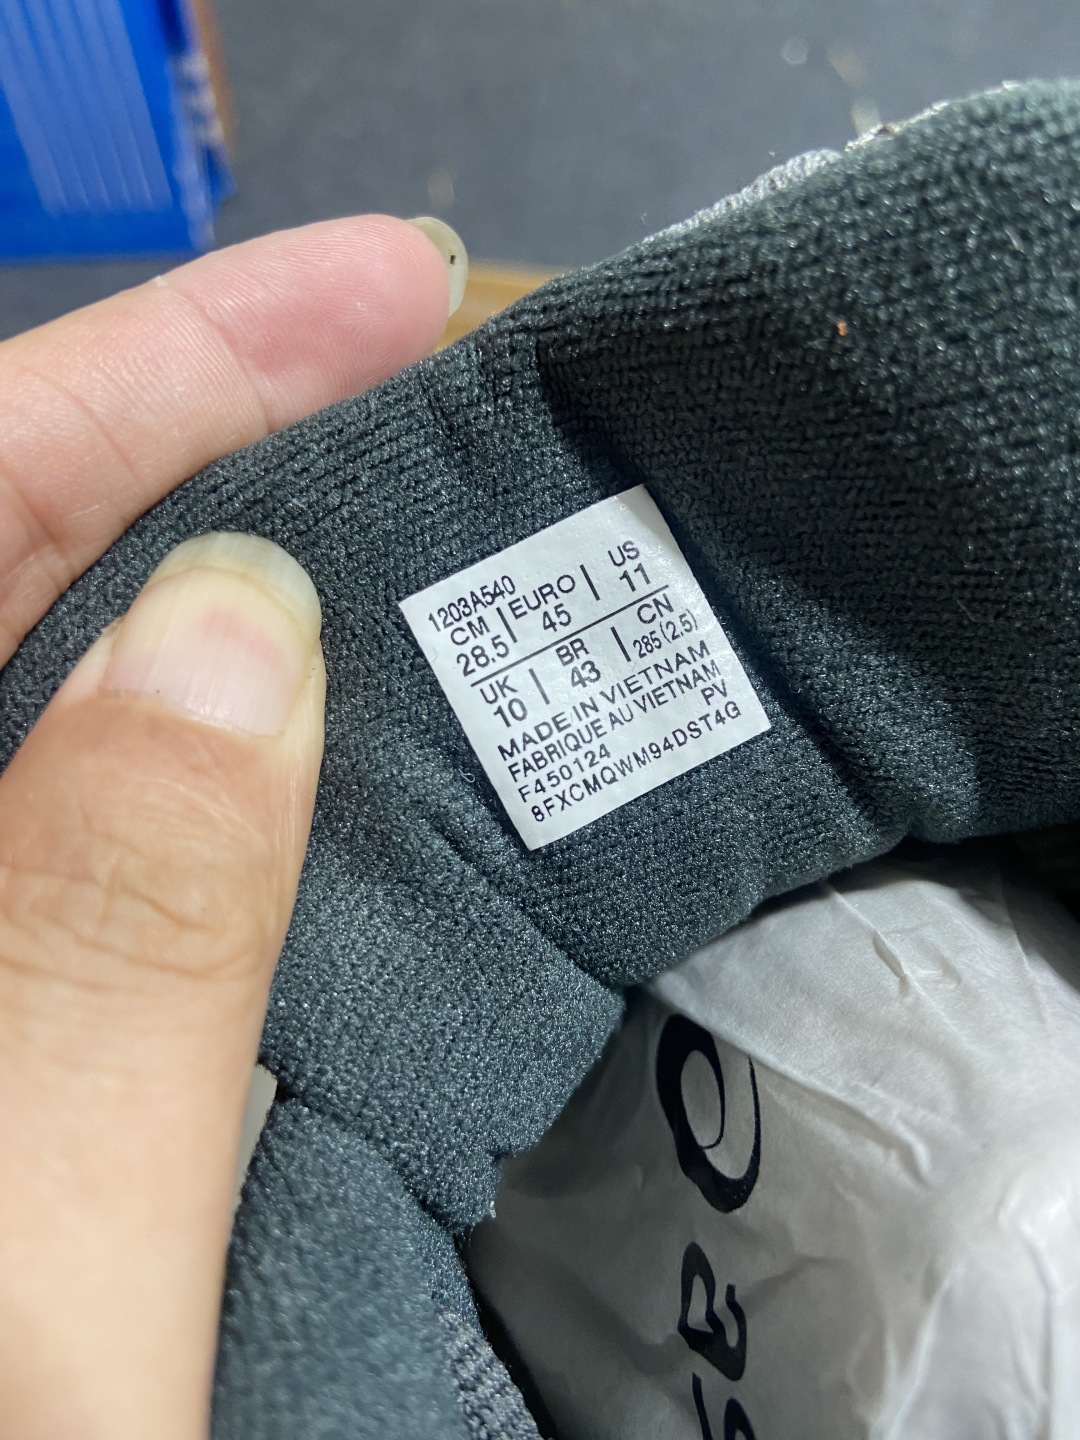 1203A540
CM | EURO | US
28.5 | 45 | 11
UK | BR | CN
10 | 43 | 285(2.5)
MADE IN VIETNAM
FABRIQUE AU VIETNAM
F450124 PV
8FXCMQWM94DST4G